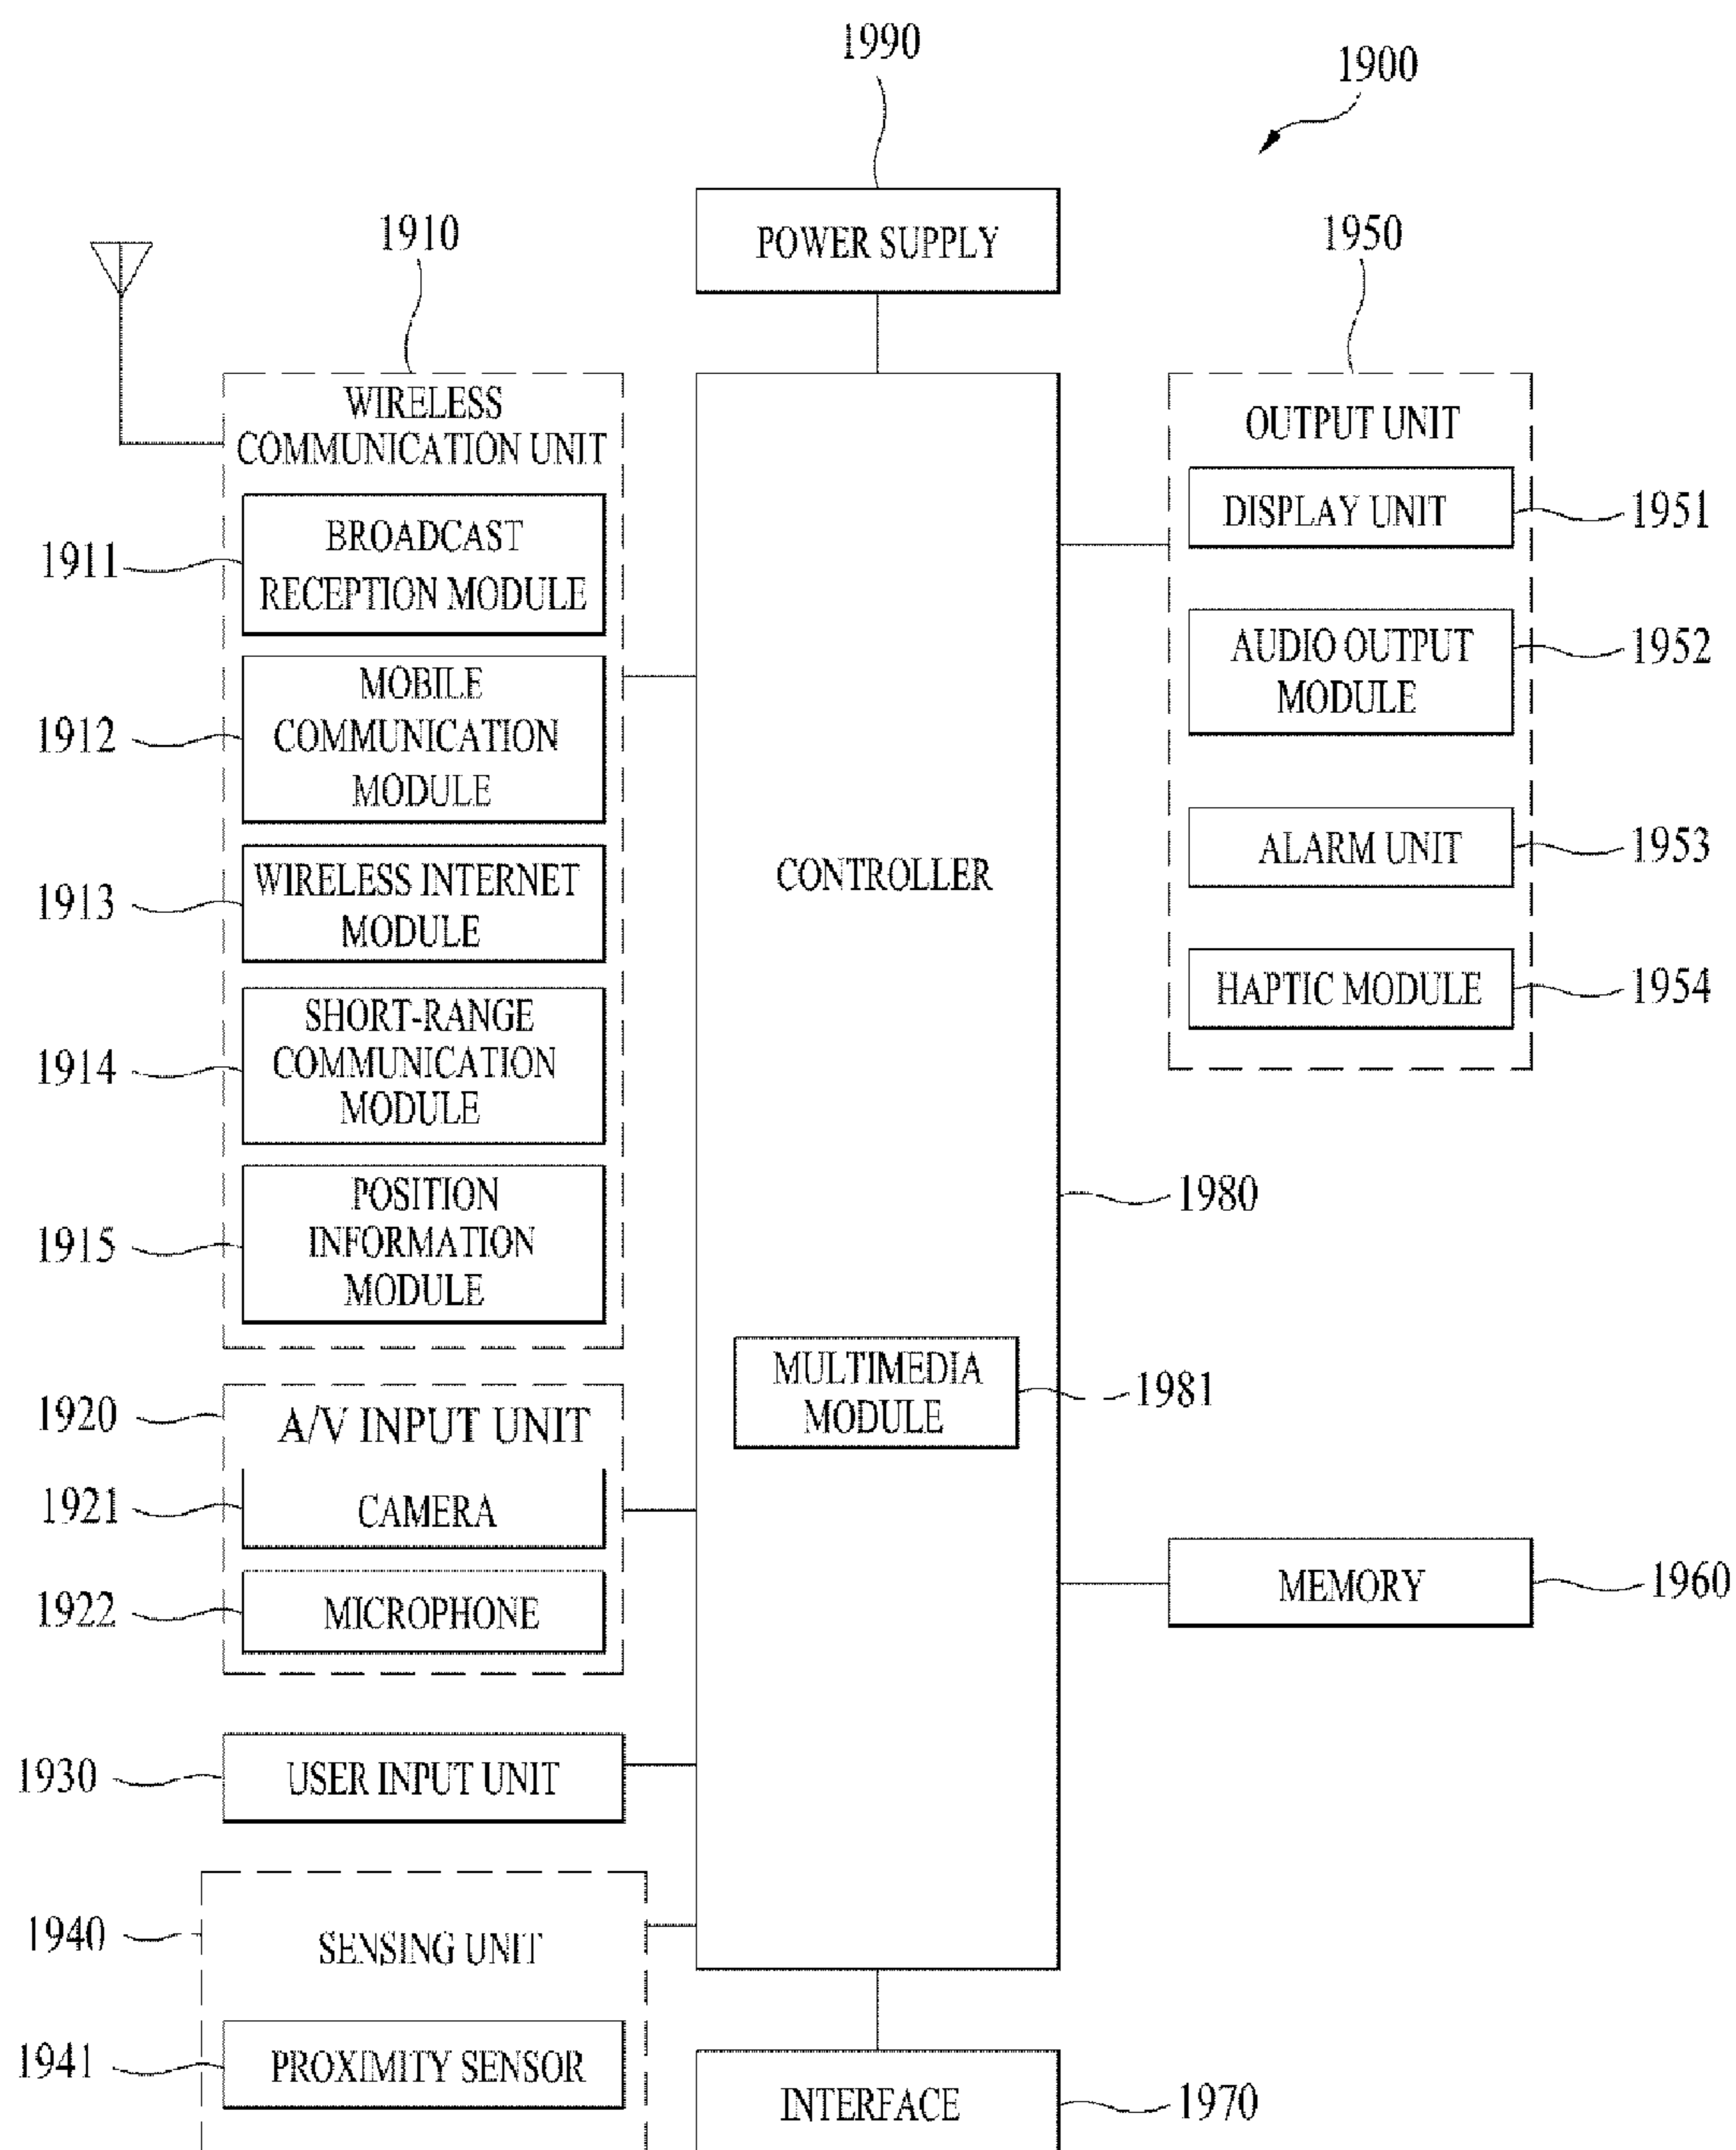 1990
1900
POWER SUPPLY
1910
WIRELESS
COMMUNICATION UNIT
1911
BROADCAST
RECEPTION MODULE
1912
MOBILE
COMMUNICATION
MODULE
1913
WIRELESS INTERNET
MODULE
1914
SHORT-RANGE
COMMUNICATION
MODULE
1915
POSITION
INFORMATION
MODULE
1920
A/V INPUT UNIT
1921
CAMERA
1922
MICROPHONE
1930
USER INPUT UNIT
1940
SENSING UNIT
1941
PROXIMITY SENSOR
CONTROLLER
1980
MULTIMEDIA
MODULE
1981
INTERFACE
1970
1950
OUTPUT UNIT
DISPLAY UNIT
1951
AUDIO OUTPUT
MODULE
1952
ALARM UNIT
1953
HAPTIC MODULE
1954
MEMORY
1960